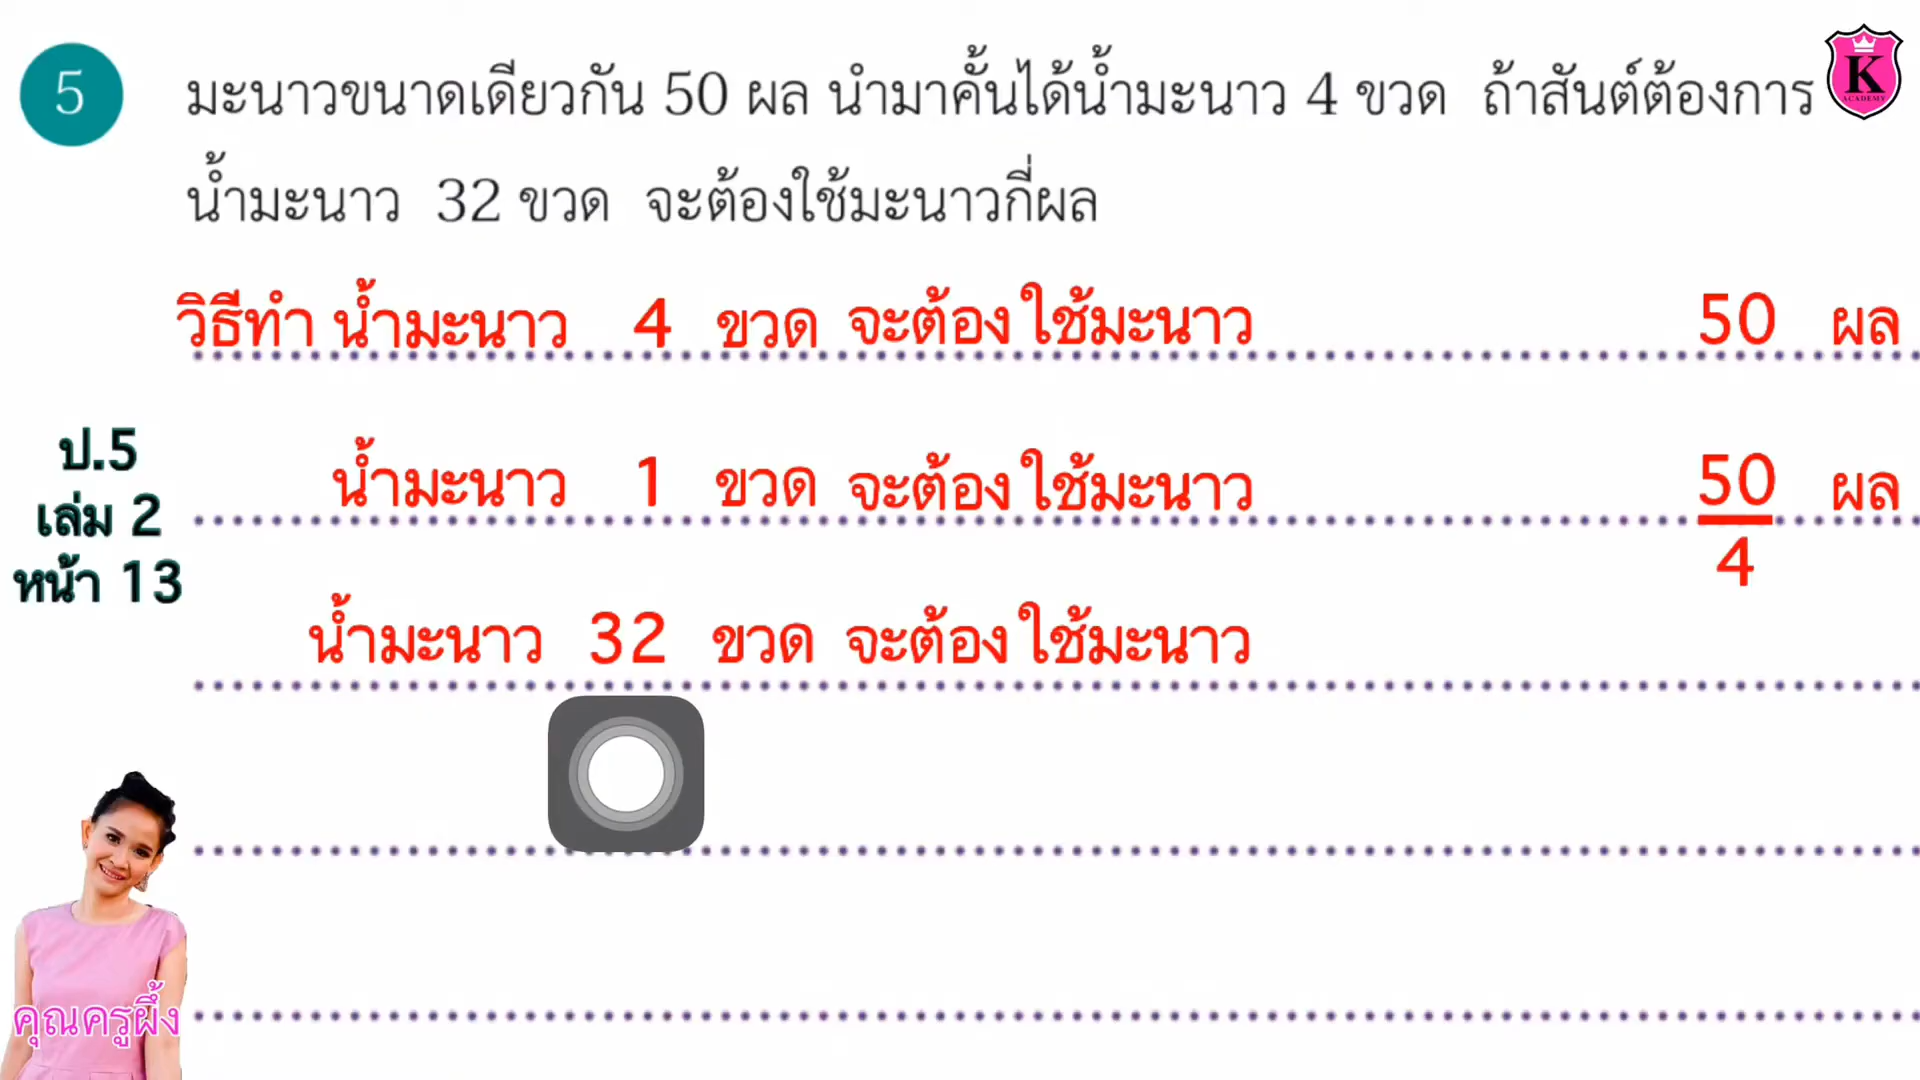 5 มะนาวขนาดเดียวกัน 50 ผล นำมาคั้นได้น้ำมะนาว 4 ขวด ถ้าสันต์ต้องการ
น้ำมะนาว 32 ขวด จะต้องใช้มะนาวกี่ผล
K
ACADEMY
วิธีทำ น้ำมะนาว 4 ขวด จะต้องใช้มะนาว 50 ผล
น้ำมะนาว 1 ขวด จะต้องใช้มะนาว 50 ผล
4
น้ำมะนาว 32 ขวด จะต้องใช้มะนาว
ป.5
เล่ม 2
หน้า 13
คุณครูผึ้ง